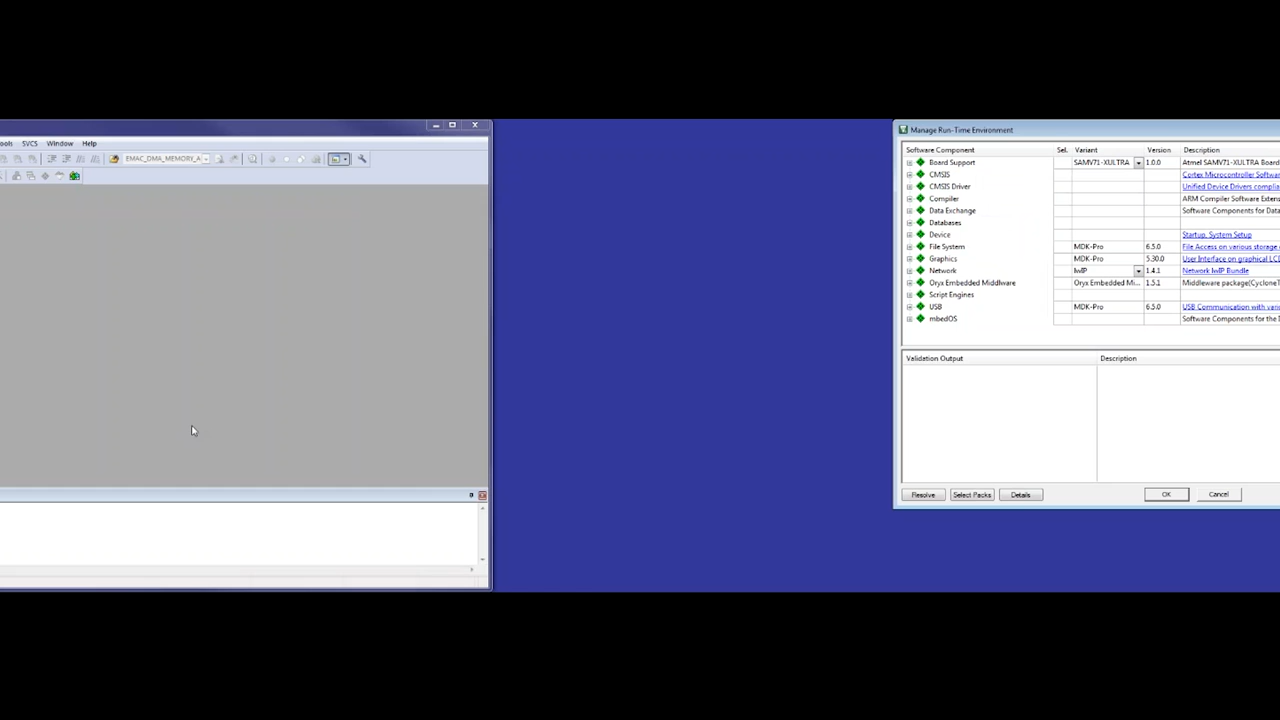 ools SVCS Window Help
EMAC_DMA_MEMORY_A
Manage Run-Time Environment
Software Component Sel. Variant Version Description
Board Support SAMV71-XULTRA 1.0.0 Atmel SAMV71-XULTRA Board
CMSIS Cortex Microcontroller Softwa
CMSIS Driver Unified Device Drivers complia
Compiler ARM Compiler Software Exten
Data Exchange Software Components for Data
Databases
Device Startup, System Setup
File System MDK-Pro 6.5.0 File Access on various storage
Graphics MDK-Pro 5.30.0 User Interface on graphical LC
Network lwIP 1.4.1 Network lwIP Bundle
Oryx Embedded Middlware Oryx Embedded Mi... 1.5.1 Middleware package(CycloneT
Script Engines
USB MDK-Pro 6.5.0 USB Communication with vari
mbedOS Software Components for the
Validation Output Description
Resolve Select Packs Details OK Cancel